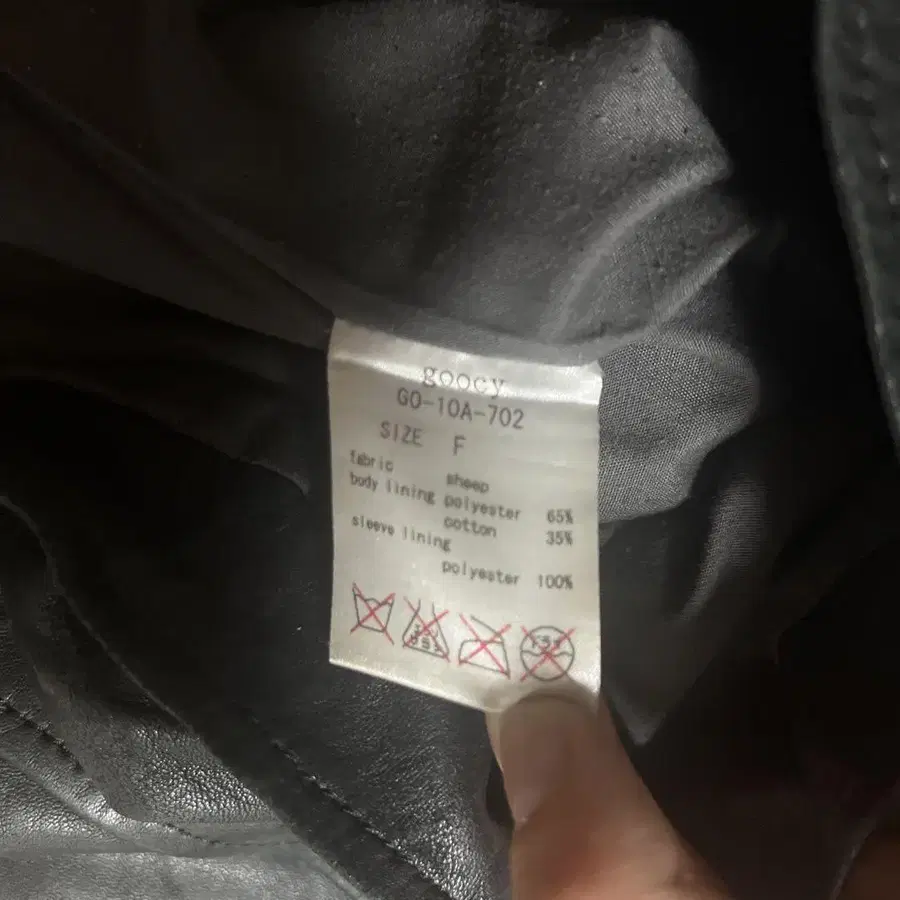 goocy
GO-10A-702
SIZE F
fabric sheep
body lining polyester 65%
cotton 35%
sleeve lining
polyester 100%